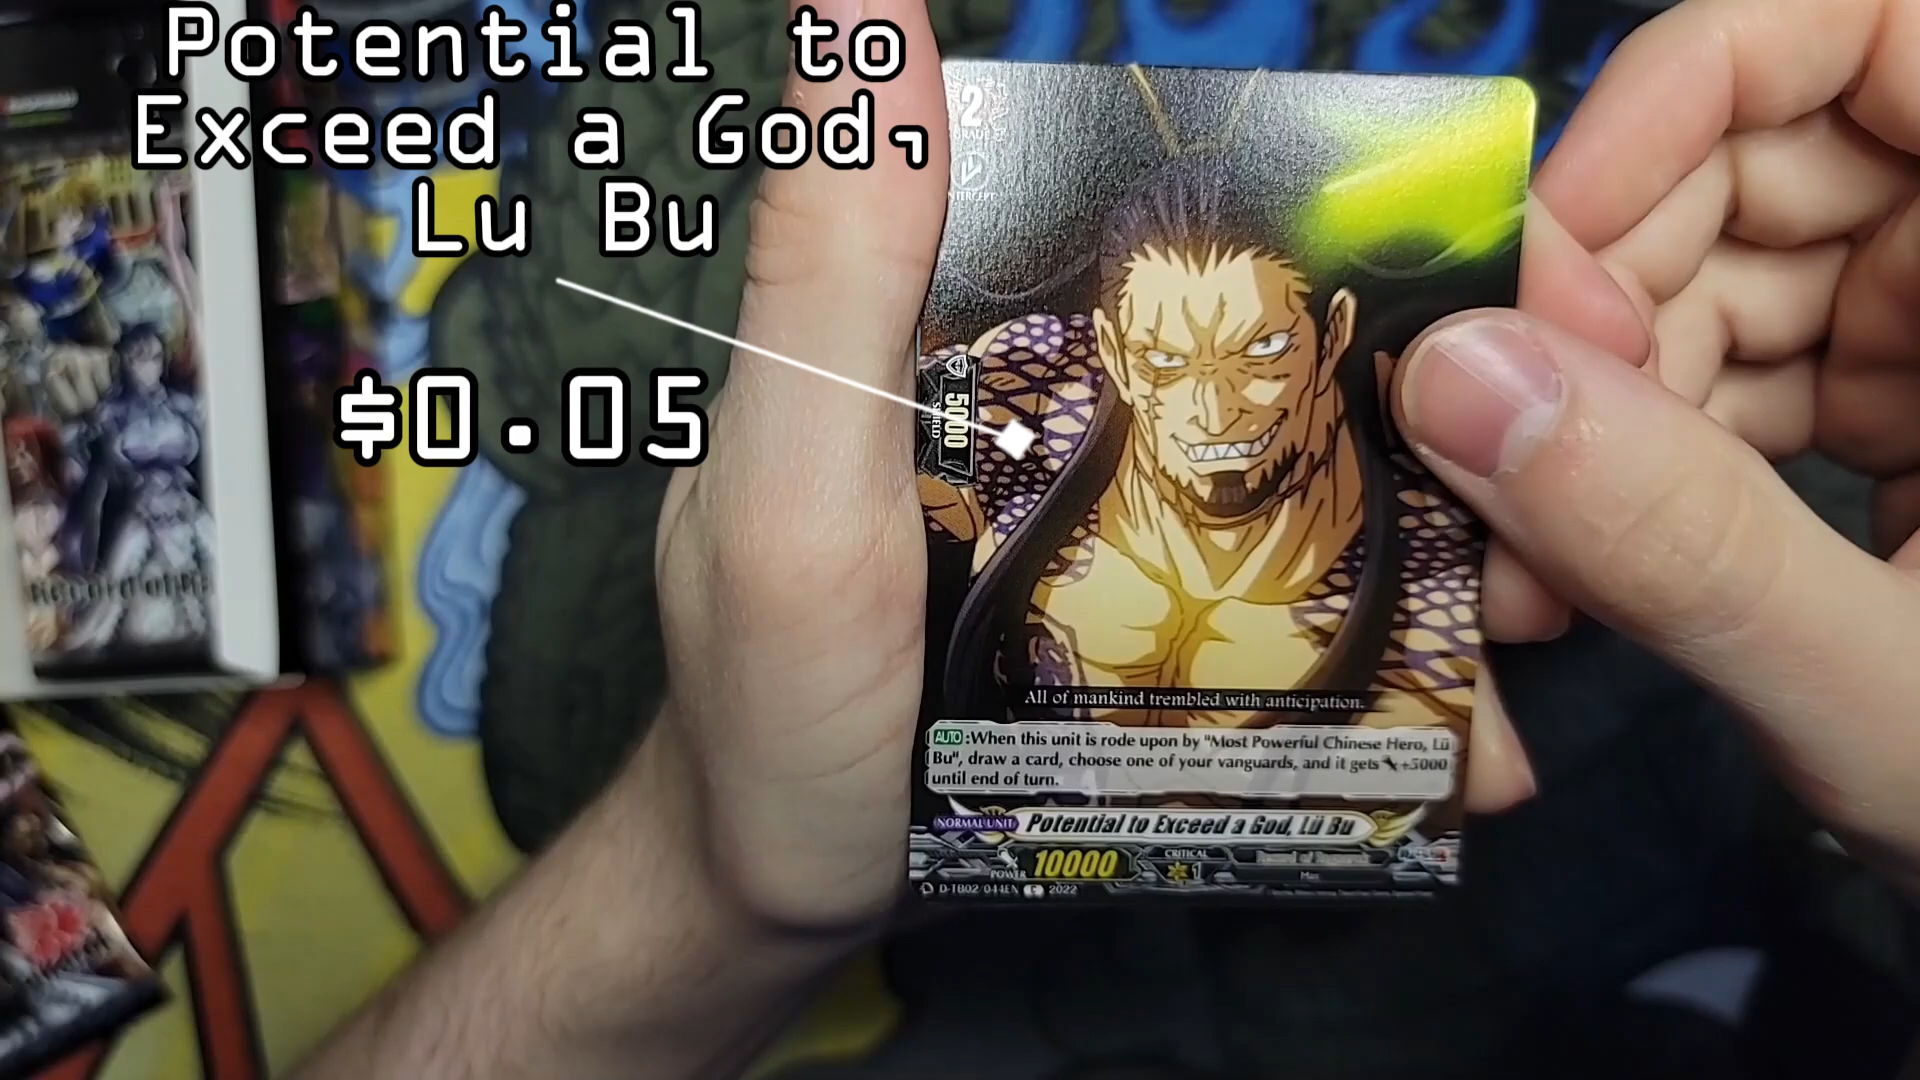 Potential to
Exceed a God,
Lu Bu
$0.05
2
GRADE
INTERCEPT
5000
SHIELD
All of mankind trembled with anticipation.
AUTO:When this unit is rode upon by "Most Powerful Chinese Hero, Lü
Bu", draw a card, choose one of your vanguards, and it gets +5000
until end of turn.
NORMAL UNIT Potential to Exceed a God, Lü Bu
POWER 10000 CRITICAL 1
Man
D-TB02/044EN C 2022
Record of